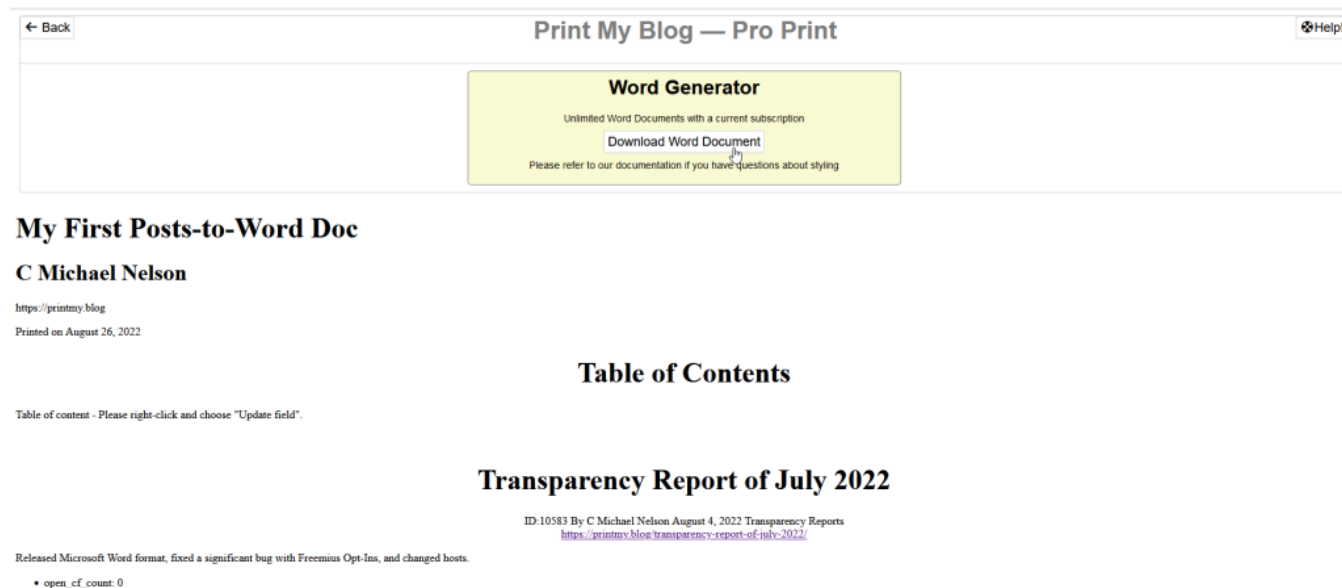 ← Back
Print My Blog — Pro Print
Help!
Word Generator
Unlimited Word Documents with a current subscription
Download Word Document
Please refer to our documentation if you have questions about styling
My First Posts-to-Word Doc
C Michael Nelson
https://printmy.blog
Printed on August 26, 2022
Table of Contents
Table of content - Please right-click and choose "Update field".
Transparency Report of July 2022
ID:10583 By C Michael Nelson August 4, 2022 Transparency Reports
https://printmy.blog/transparency-report-of-july-2022/
Released Microsoft Word format, fixed a significant bug with Freemius Opt-Ins, and changed hosts.
• open_cf_count: 0